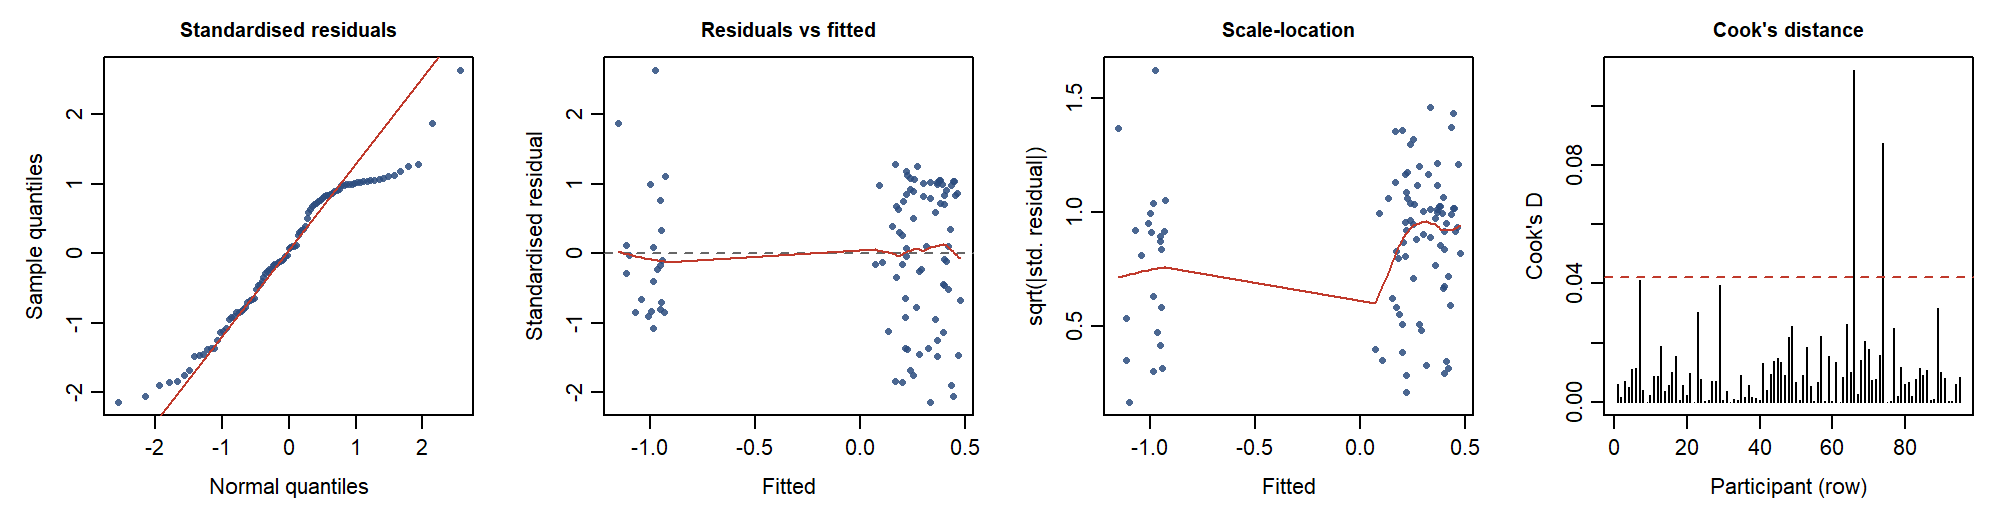 Standardised residuals
Residuals vs fitted
Scale-location
Cook's distance
Sample quantiles
2
1
0
-1
-2
-2
-1
0
1
2
Normal quantiles
Standardised residual
2
1
0
-1
-2
-1.0
-0.5
0.0
0.5
Fitted
sqrt(|std. residual|)
1.5
1.0
0.5
-1.0
-0.5
0.0
0.5
Fitted
Cook's D
0.08
0.04
0.00
0
20
40
60
80
Participant (row)